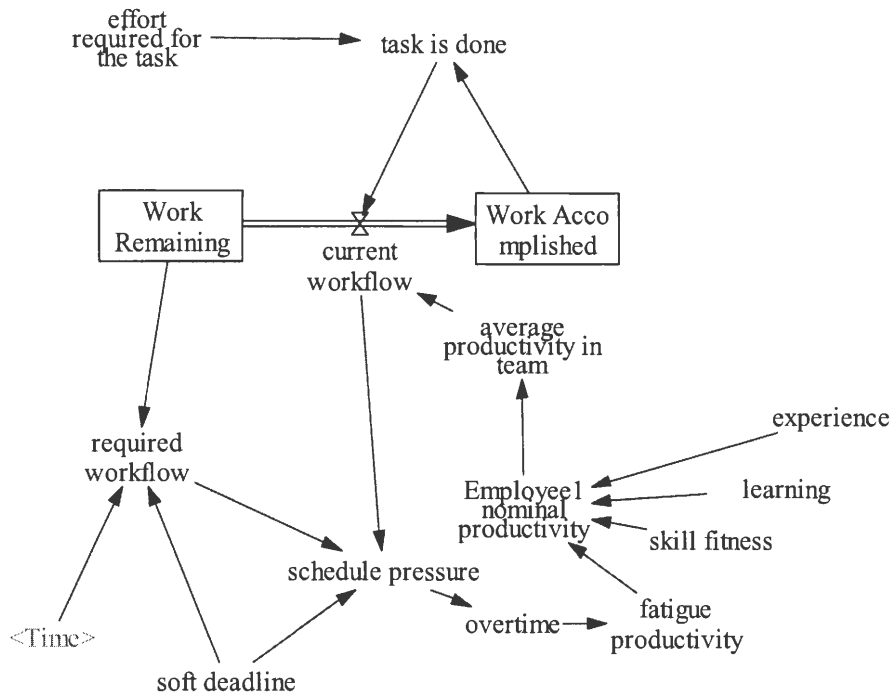 effort
required for
the task
task is done
Work
Remaining
Work Acco
mplished
current
workflow
average
productivity in
team
experience
required
workflow
Employee1
nominal
productivity
learning
skill fitness
schedule pressure
overtime
fatigue
productivity
<Time>
soft deadline